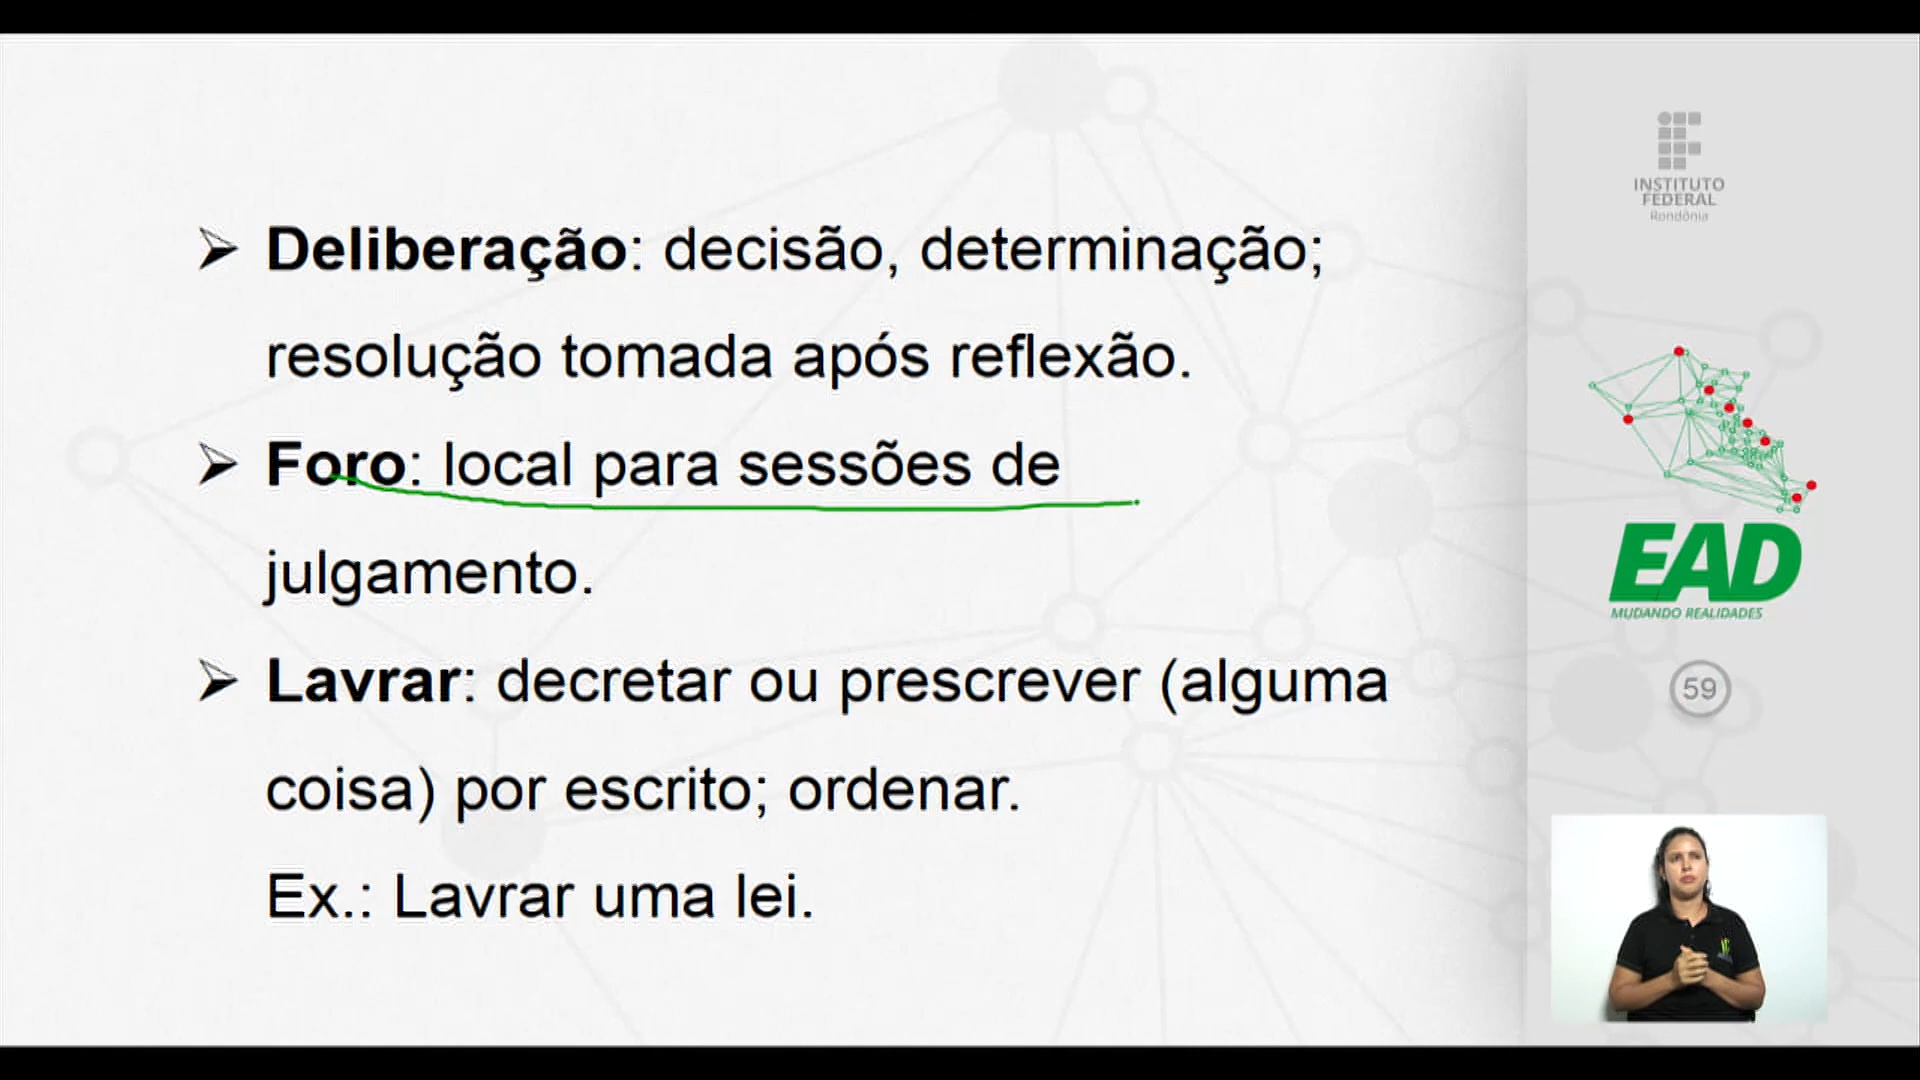 Deliberação: decisão, determinação;
resolução tomada após reflexão.
Foro: local para sessões de
julgamento.
Lavrar: decretar ou prescrever (alguma
coisa) por escrito; ordenar.
Ex.: Lavrar uma lei.
INSTITUTO
FEDERAL
Rondônia
EAD
MUDANDO REALIDADES
59